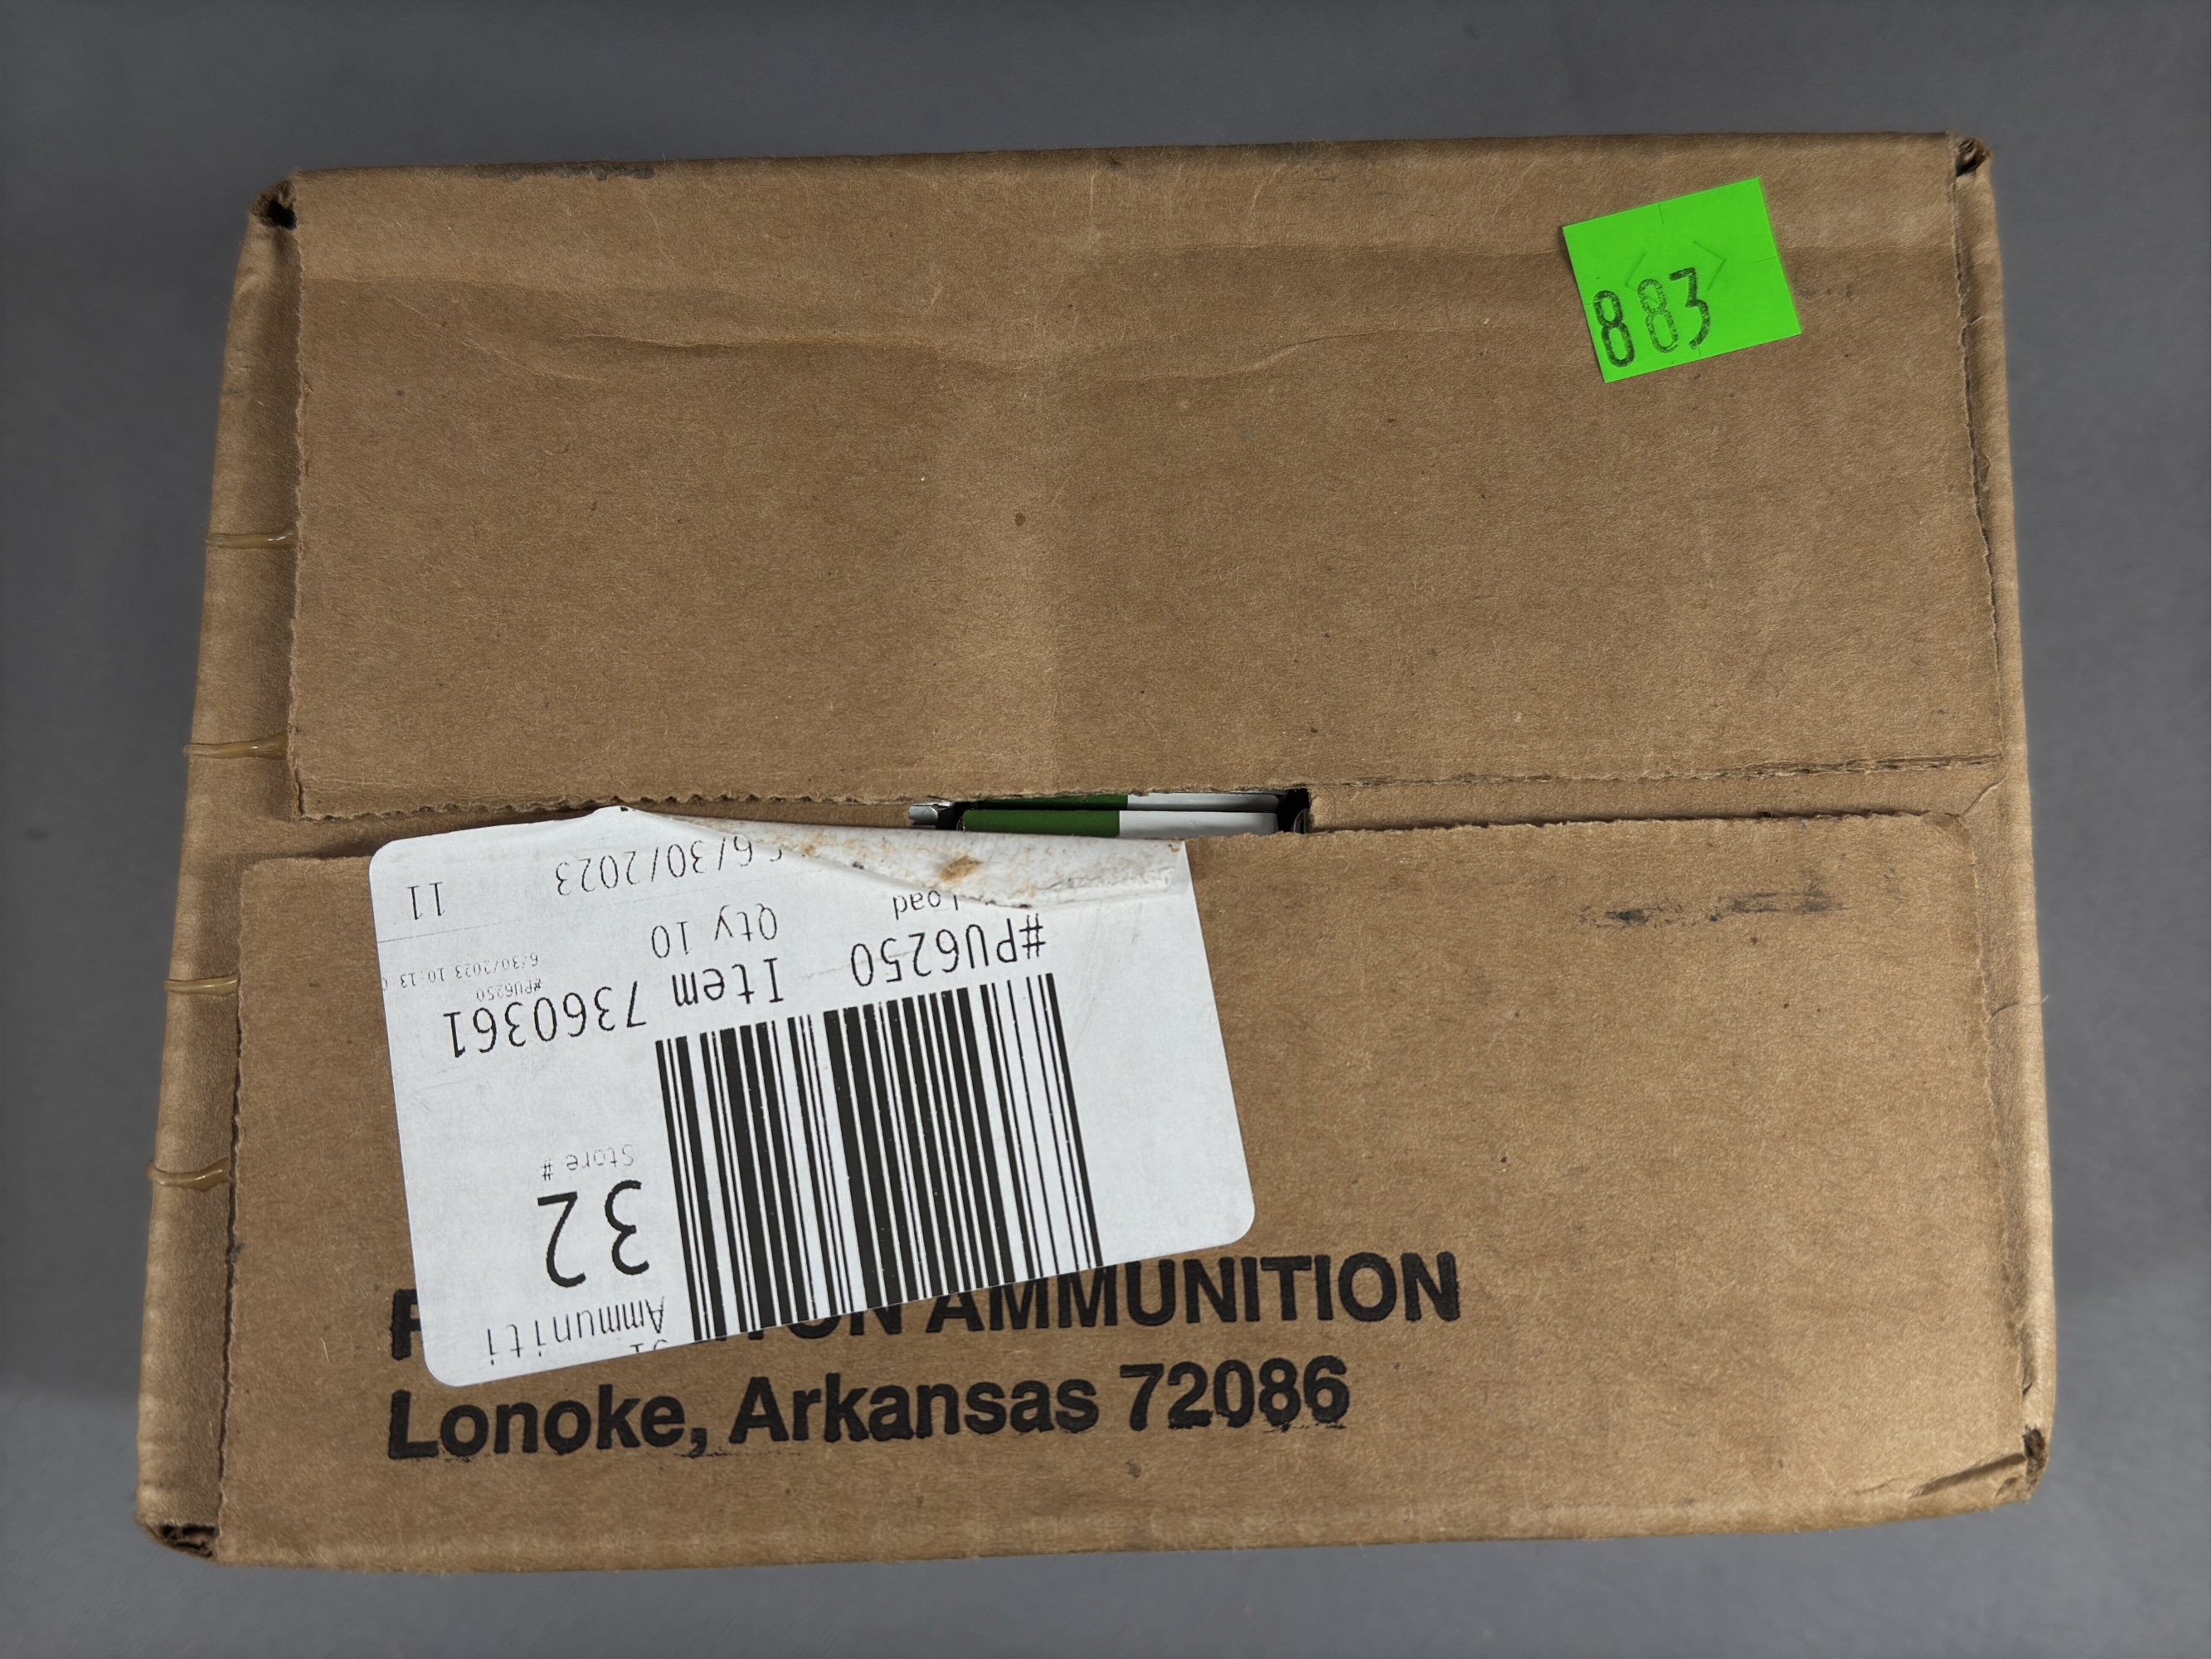 883
Ammuniti
32
Store #
Item 7360361
#PU6250
#PU6250
Qty 10
6/30/2023 10:13
Load
6/30/2023
11
ON AMMUNITION
Lonoke, Arkansas 72086